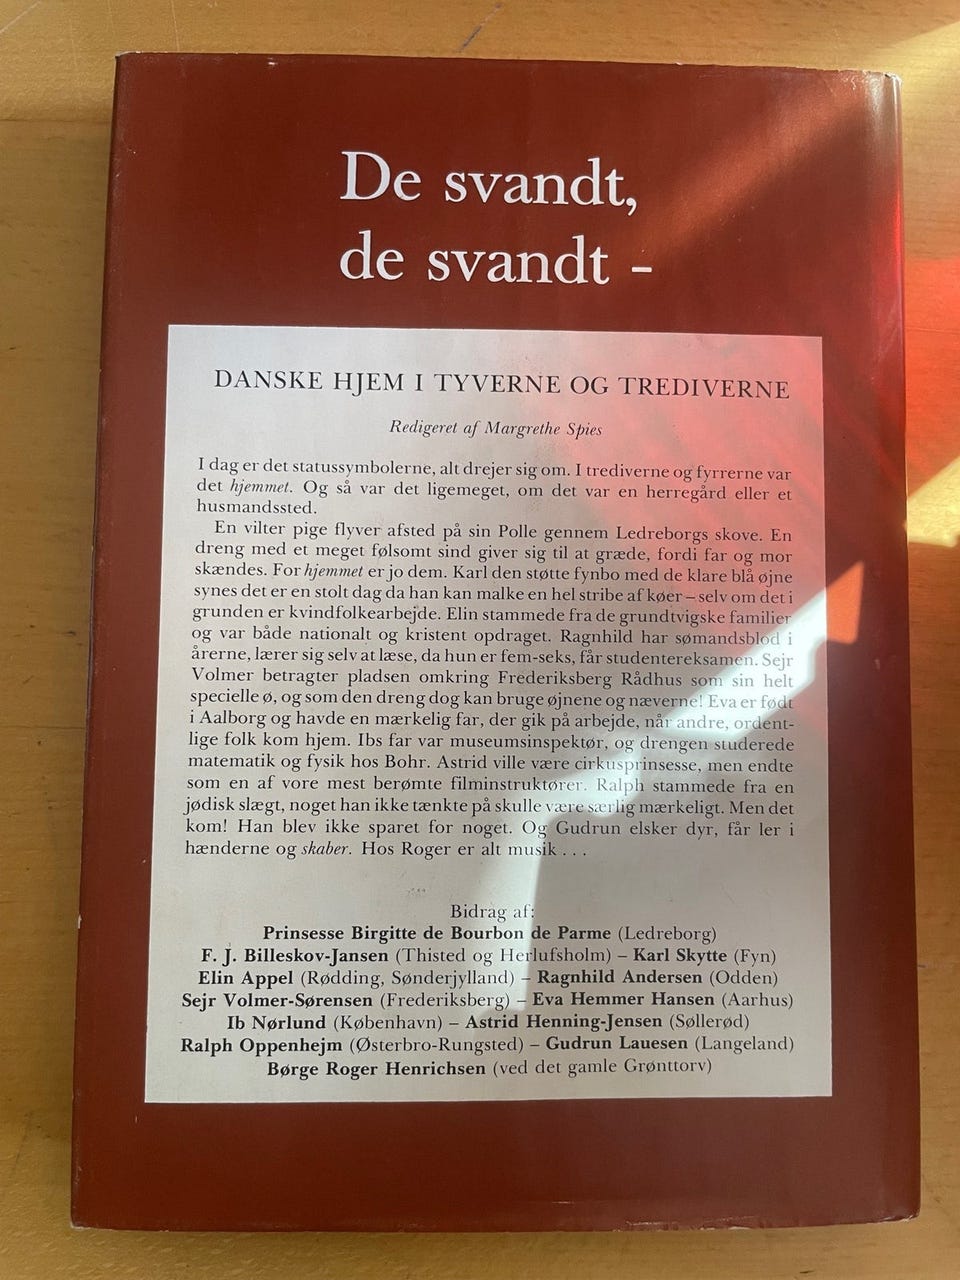 De svandt,
de svandt -
DANSKE HJEM I TYVERNE OG TREDIVERNE
Redigeret af Margrethe Spies
I dag er det statussymbolerne, alt drejer sig om. I trediverne og fyrrerne var
det hjemmet. Og så var det ligemeget, om det var en herregård eller et
husmandssted.
En vilter pige flyver afsted på sin Polle gennem Ledreborgs skove. En
dreng med et meget følsomt sind giver sig til at græde, fordi far og mor
skændes. For hjemmet er jo dem. Karl den støtte fynbo med de klare blå øjne
synes det er en stolt dag da han kan malke en hel stribe af køer – selv om det i
grunden er kvindfolkearbejde. Elin stammede fra de grundtvigske familier
og var både nationalt og kristent opdraget. Ragnhild har sømandsblod i
årerne, lærer sig selv at læse, da hun er fem-seks, får studentereksamen. Sejr
Volmer betragter pladsen omkring Frederiksberg Rådhus som sin helt
specielle ø, og som den dreng dog kan bruge øjnene og næverne! Eva er født
i Aalborg og havde en mærkelig far, der gik på arbejde, når andre, ordent-
lige folk kom hjem. Ibs far var museumsinspektør, og drengen studerede
matematik og fysik hos Bohr. Astrid ville være cirkusprinsesse, men endte
som en af vore mest berømte filminstruktører. Ralph stammede fra en
jødisk slægt, noget han ikke tænkte på skulle være særlig mærkeligt. Men det
kom! Han blev ikke sparet for noget. Og Gudrun elsker dyr, får ler i
hænderne og skaber. Hos Roger er alt musik . . .
Bidrag af:
Prinsesse Birgitte de Bourbon de Parme (Ledreborg)
F. J. Billeskov-Jansen (Thisted og Herlufsholm) – Karl Skytte (Fyn)
Elin Appel (Rødding, Sønderjylland) – Ragnhild Andersen (Odden)
Sejr Volmer-Sørensen (Frederiksberg) – Eva Hemmer Hansen (Aarhus)
Ib Nørlund (København) – Astrid Henning-Jensen (Søllerød)
Ralph Oppenhejm (Østerbro-Rungsted) – Gudrun Lauesen (Langeland)
Børge Roger Henrichsen (ved det gamle Grønttorv)